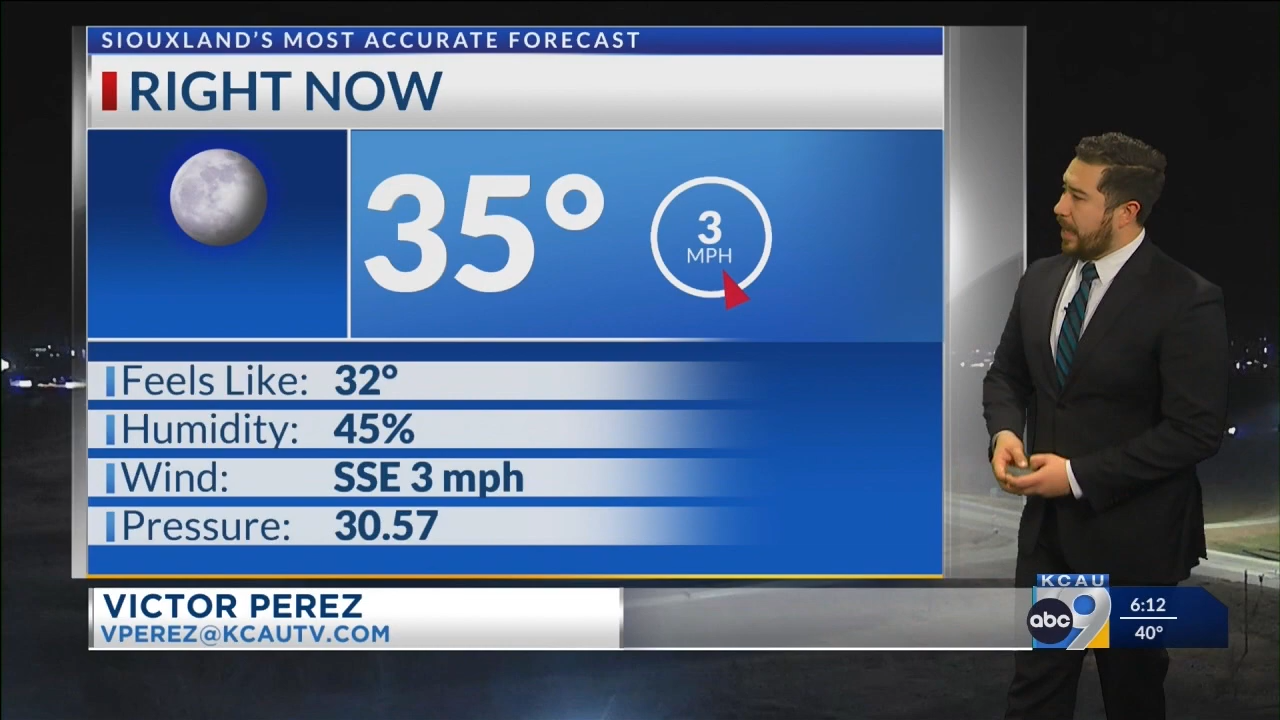 SIOUXLAND'S MOST ACCURATE FORECAST
RIGHT NOW
35°
3
MPH
Feels Like: 32°
Humidity: 45%
Wind: SSE 3 mph
Pressure: 30.57
VICTOR PEREZ
VPEREZ@KCAUTV.COM
KCAU
abc 9
6:12
40°